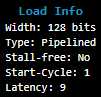 Load Info
Width: 128 bits
Type: Pipelined
Stall-free: No
Start-Cycle: 1
Latency: 9